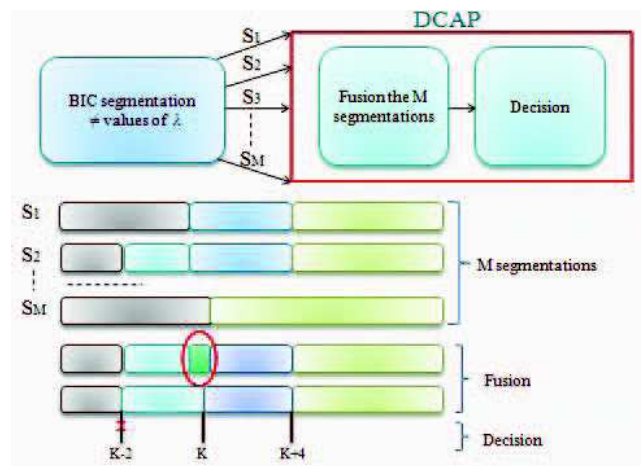 DCAP
S1
S2
S3
SM
BIC segmentation
≠ values of λ
Fusion the M
segmentations
Decision
S1
S2
SM
M segmentations
Fusion
Decision
K-2
K
K+4